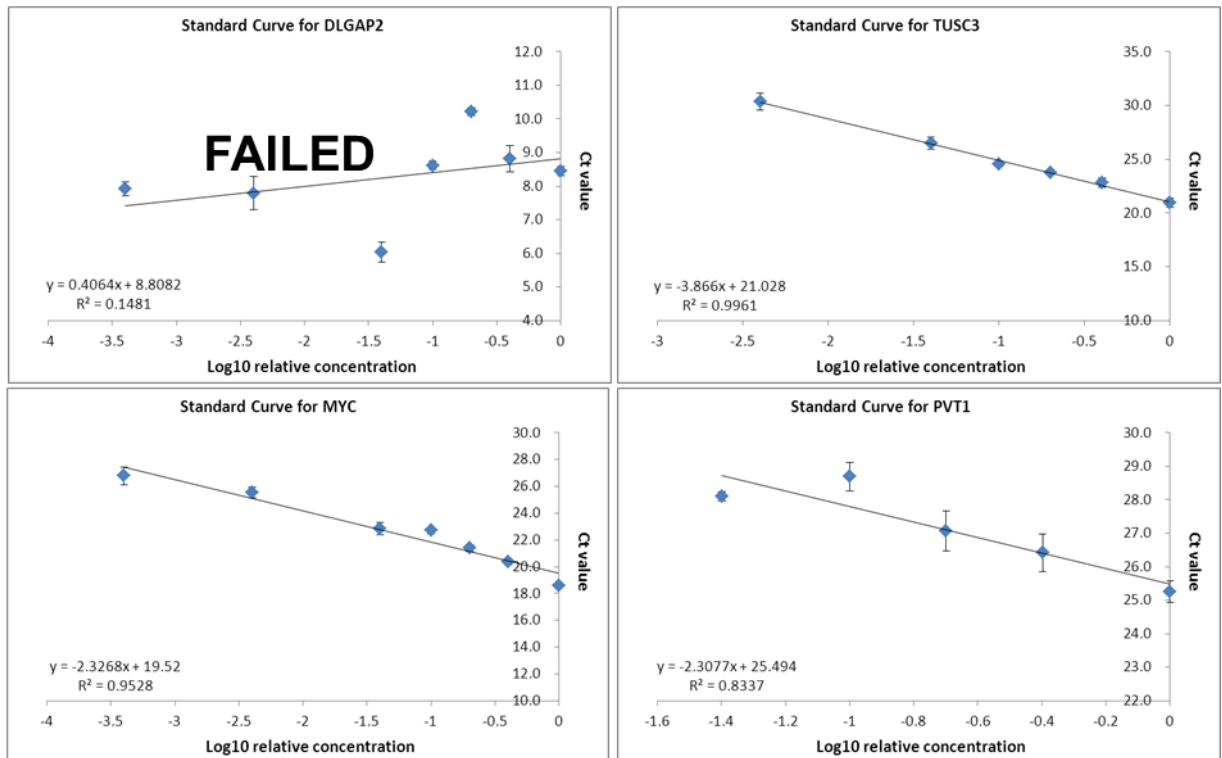 Standard Curve for DLGAP2
12.0
11.0
10.0
9.0
8.0
7.0
6.0
5.0
4.0
Ct value
FAILED
y = 0.4064x + 8.8082
R² = 0.1481
-4 -3.5 -3 -2.5 -2 -1.5 -1 -0.5 0
Log10 relative concentration
Standard Curve for TUSC3
35.0
30.0
25.0
20.0
15.0
10.0
Ct value
y = -3.866x + 21.028
R² = 0.9961
-3 -2.5 -2 -1.5 -1 -0.5 0
Log10 relative concentration
Standard Curve for MYC
30.0
28.0
26.0
24.0
22.0
20.0
18.0
16.0
14.0
12.0
10.0
Ct value
y = -2.3268x + 19.52
R² = 0.9528
-4 -3.5 -3 -2.5 -2 -1.5 -1 -0.5 0
Log10 relative concentration
Standard Curve for PVT1
30.0
29.0
28.0
27.0
26.0
25.0
24.0
23.0
22.0
Ct value
y = -2.3077x + 25.494
R² = 0.8337
-1.6 -1.4 -1.2 -1 -0.8 -0.6 -0.4 -0.2 0
Log10 relative concentration